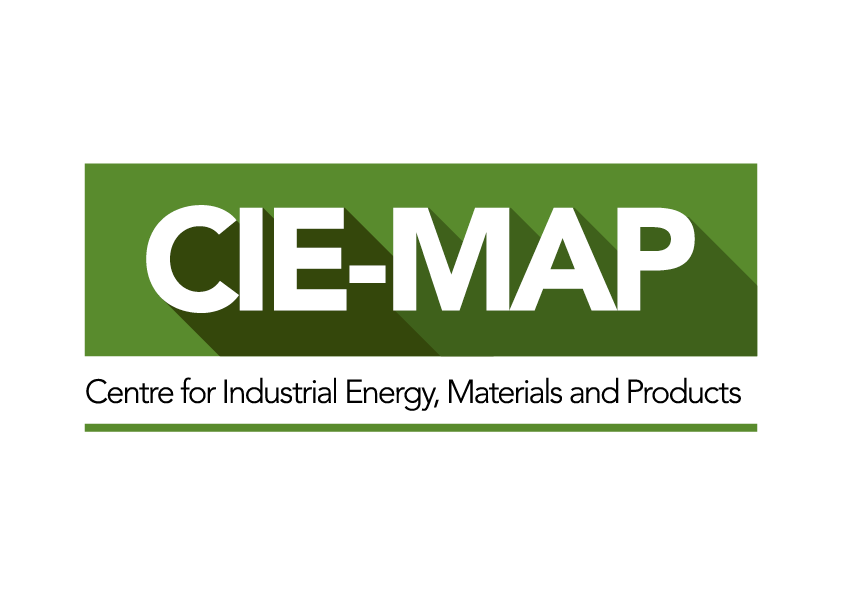 CIE-MAP
Centre for Industrial Energy, Materials and Products